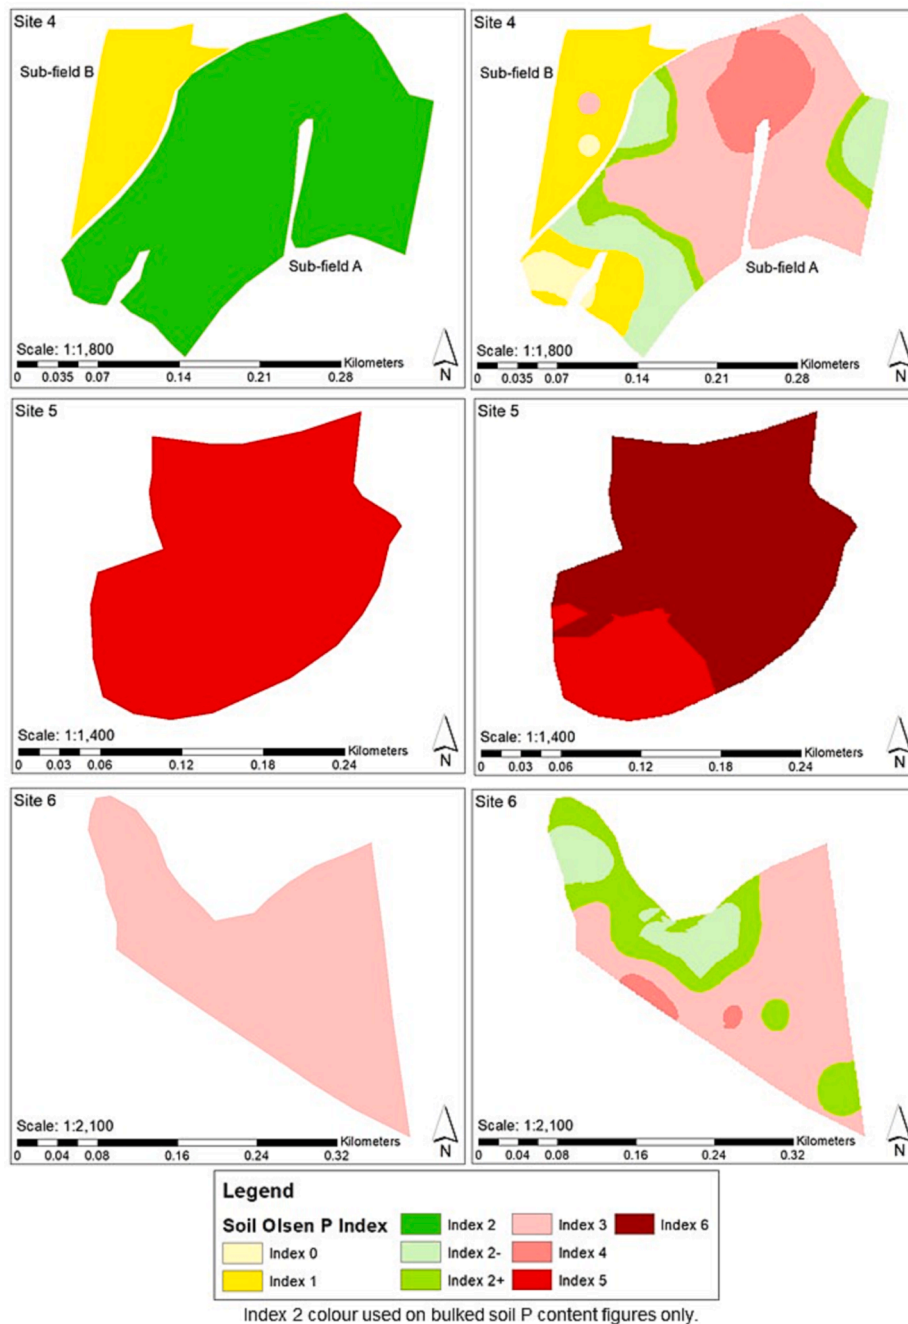 Site 4
Sub-field B
Sub-field A
Scale: 1:1,800
Kilometers
0 0.035 0.07 0.14 0.21 0.28
N
Site 4
Sub-field B
Sub-field A
Scale: 1:1,800
Kilometers
0 0.035 0.07 0.14 0.21 0.28
N
Site 5
Scale: 1:1,400
Kilometers
0 0.03 0.06 0.12 0.18 0.24
N
Site 5
Scale: 1:1,400
Kilometers
0 0.03 0.06 0.12 0.18 0.24
N
Site 6
Scale: 1:2,100
Kilometers
0 0.04 0.08 0.16 0.24 0.32
N
Site 6
Scale: 1:2,100
Kilometers
0 0.04 0.08 0.16 0.24 0.32
N
Legend
Soil Olsen P Index
Index 0
Index 1
Index 2
Index 2-
Index 2+
Index 3
Index 4
Index 5
Index 6
Index 2 colour used on bulked soil P content figures only.